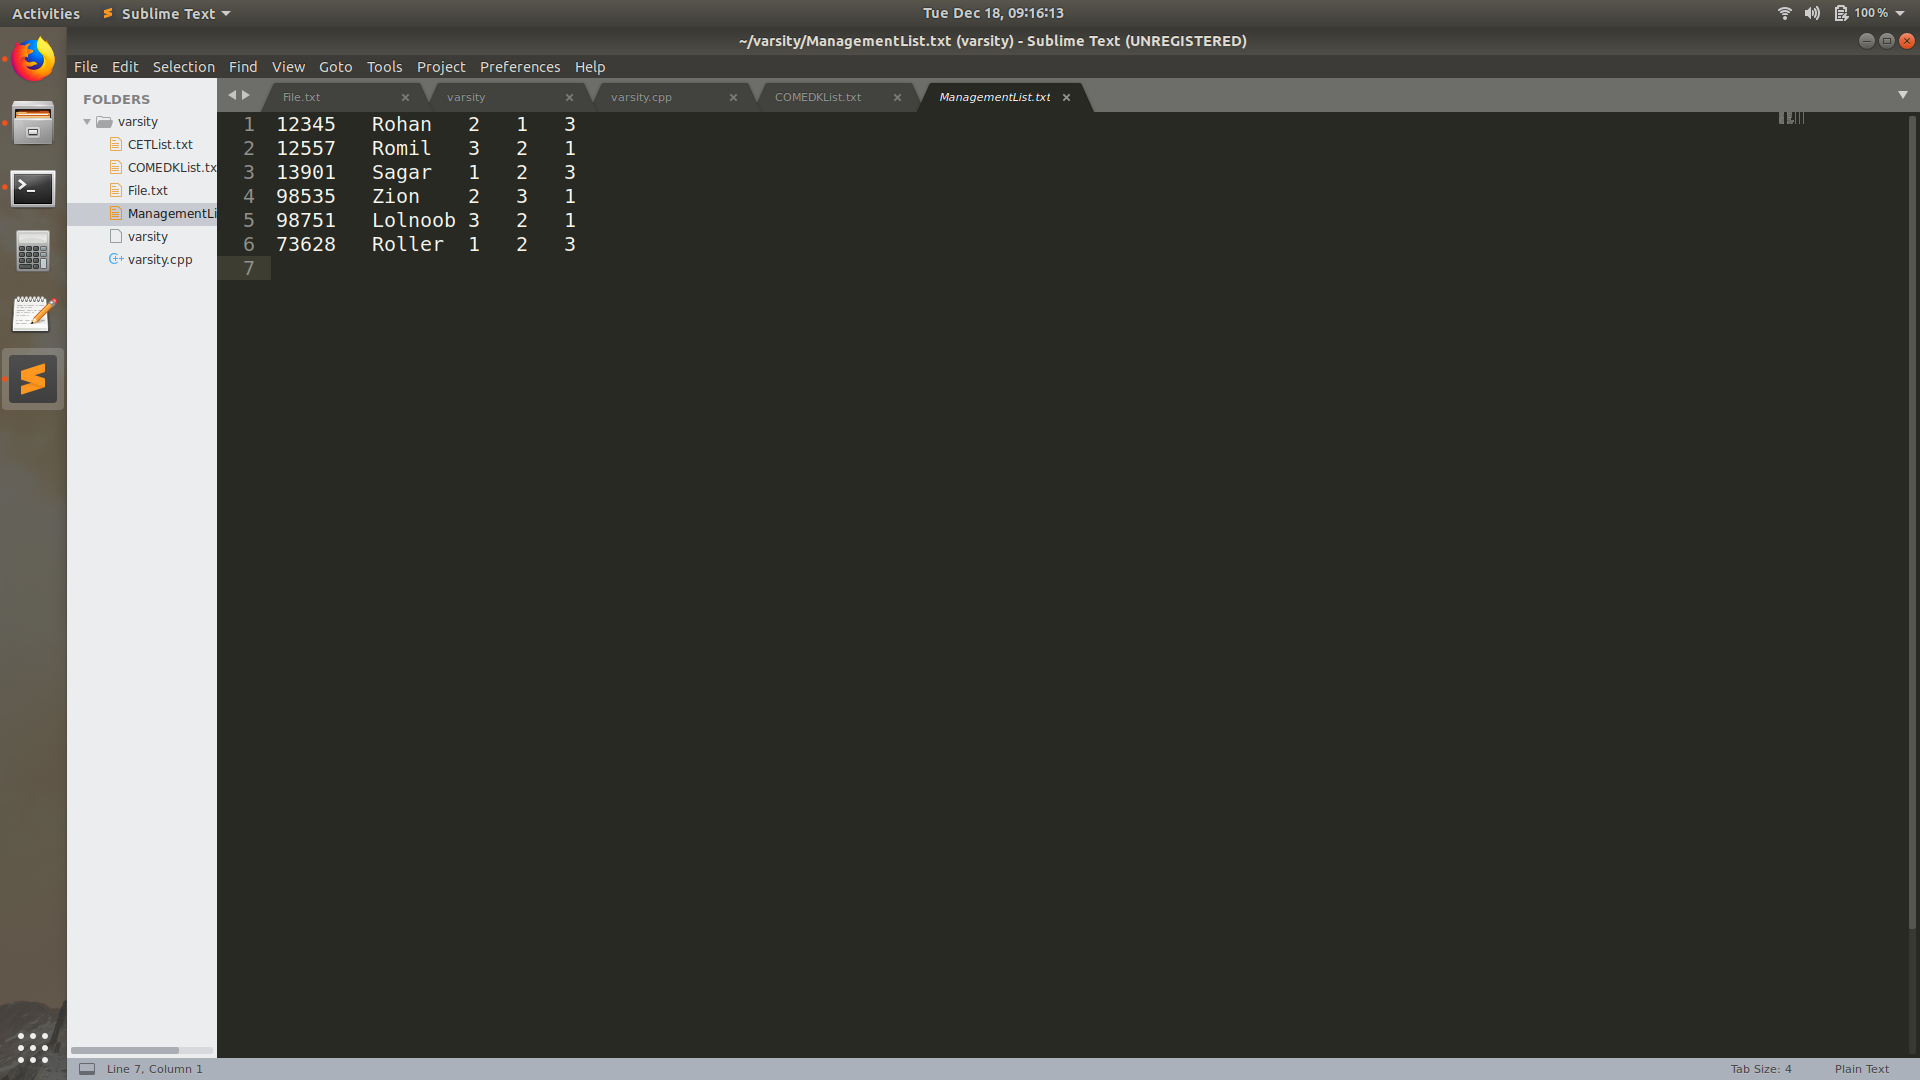 Activities Sublime Text Tue Dec 18, 09:16:13 100 %
~/varsity/ManagementList.txt (varsity) - Sublime Text (UNREGISTERED)
File Edit Selection Find View Goto Tools Project Preferences Help
FOLDERS
varsity
CETList.txt
COMEDKList.tx
File.txt
ManagementLi
varsity
varsity.cpp
File.txt varsity varsity.cpp COMEDKList.txt ManagementList.txt
1 12345 Rohan 2 1 3
2 12557 Romil 3 2 1
3 13901 Sagar 1 2 3
4 98535 Zion 2 3 1
5 98751 Lolnoob 3 2 1
6 73628 Roller 1 2 3
7
Line 7, Column 1 Tab Size: 4 Plain Text